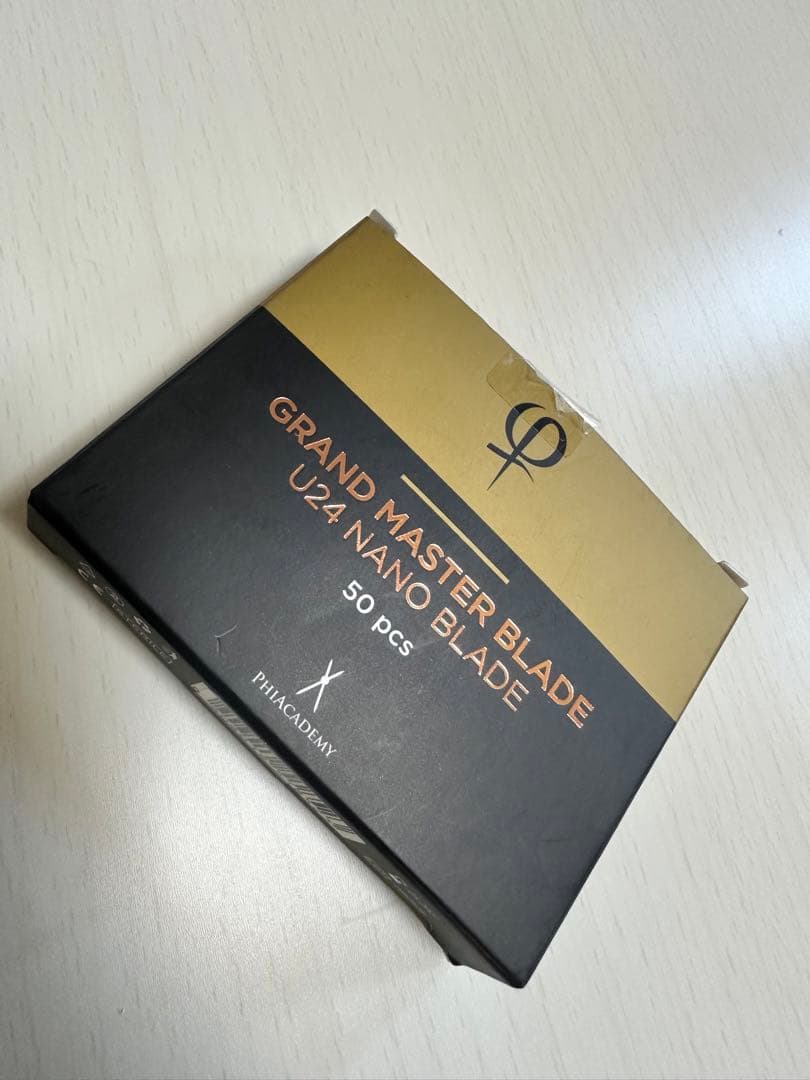 φ
GRAND MASTER BLADE
U24 NANO BLADE
50 pcs
PHIACADEMY